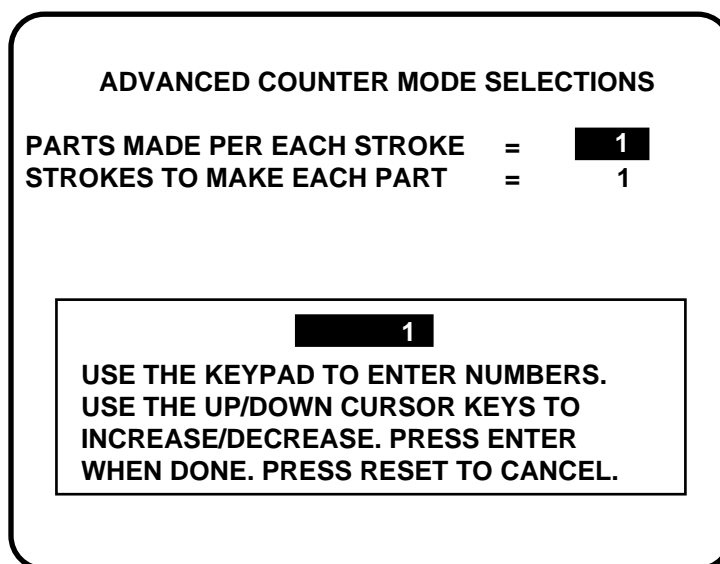 ADVANCED COUNTER MODE SELECTIONS
PARTS MADE PER EACH STROKE = 1
STROKES TO MAKE EACH PART = 1
1
USE THE KEYPAD TO ENTER NUMBERS.
USE THE UP/DOWN CURSOR KEYS TO
INCREASE/DECREASE. PRESS ENTER
WHEN DONE. PRESS RESET TO CANCEL.